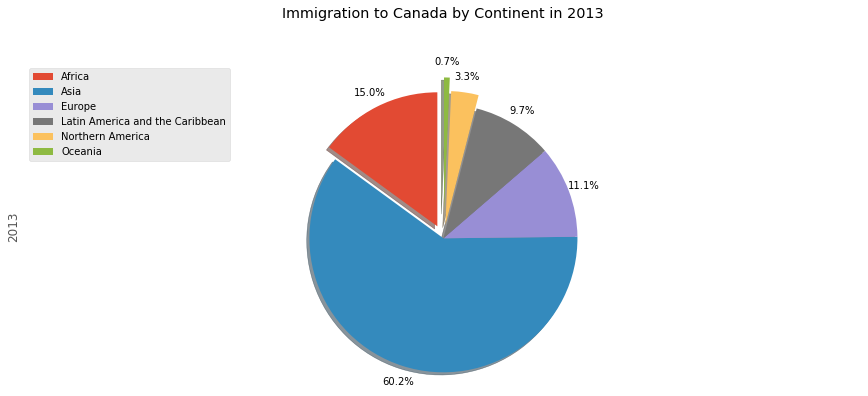 Immigration to Canada by Continent in 2013
Africa
Asia
Europe
Latin America and the Caribbean
Northern America
Oceania
0.7%
3.3%
15.0%
9.7%
11.1%
2013
60.2%